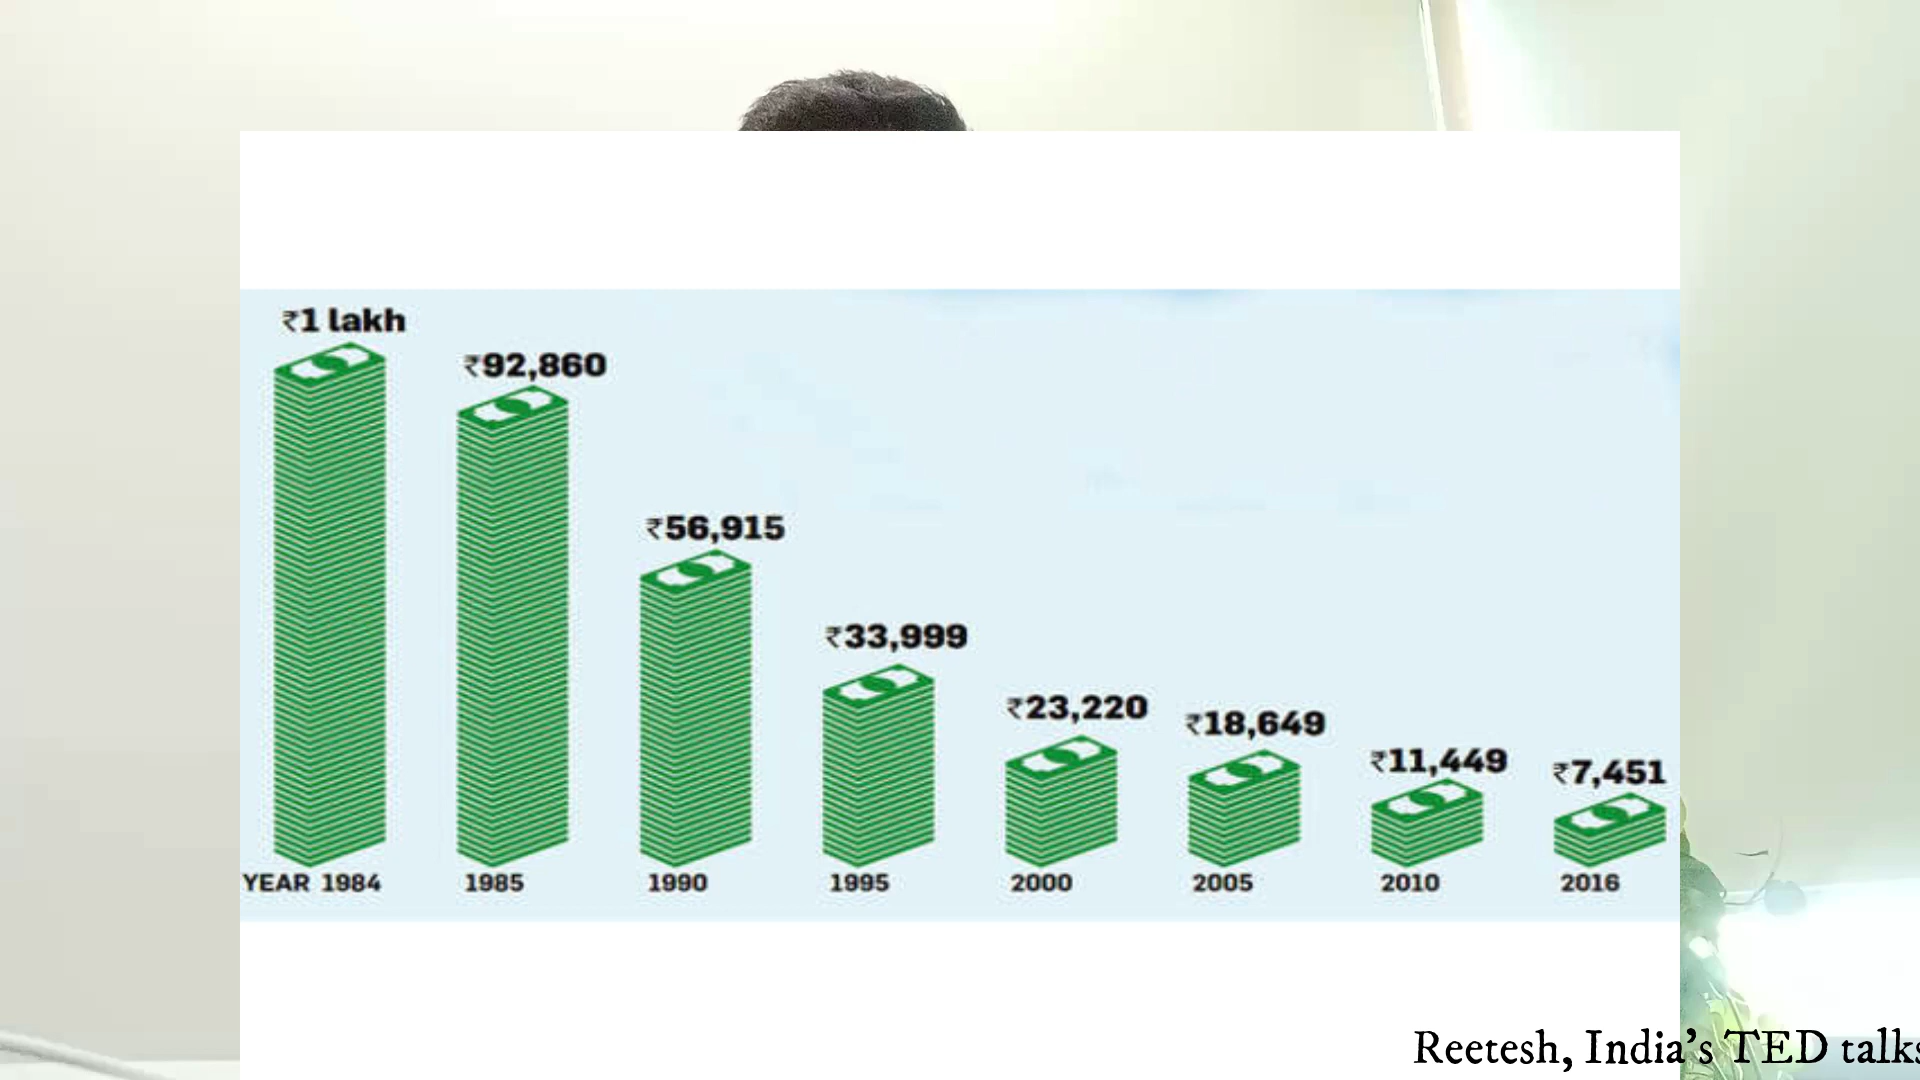 ₹1 lakh
₹92,860
₹56,915
₹33,999
₹23,220
₹18,649
₹11,449
₹7,451
YEAR 1984 1985 1990 1995 2000 2005 2010 2016
Reetesh, India's TED talks